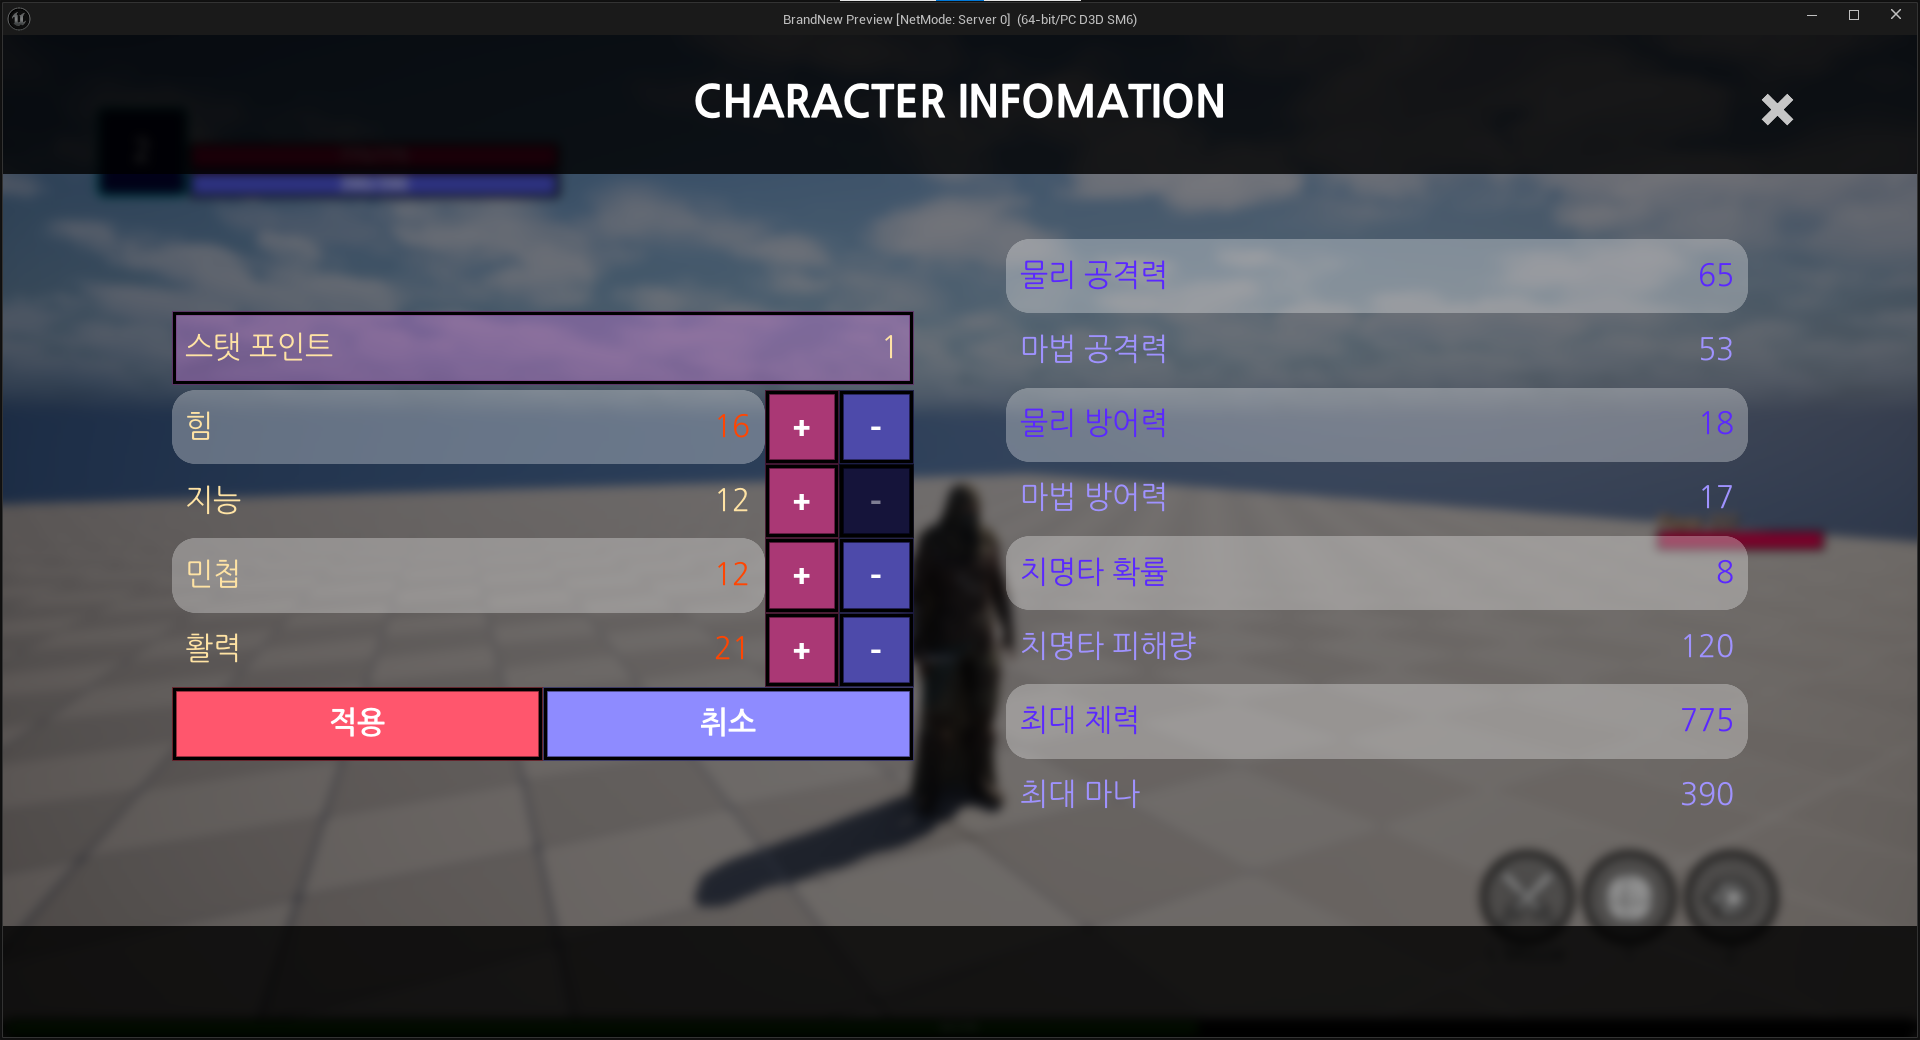 BrandNew Preview [NetMode: Server 0] (64-bit/PC D3D SM6)
CHARACTER INFOMATION
스탯 포인트 1
힘 16 + -
지능 12 + -
민첩 12 + -
활력 21 + -
적용 취소
물리 공격력 65
마법 공격력 53
물리 방어력 18
마법 방어력 17
치명타 확률 8
치명타 피해량 120
최대 체력 775
최대 마나 390